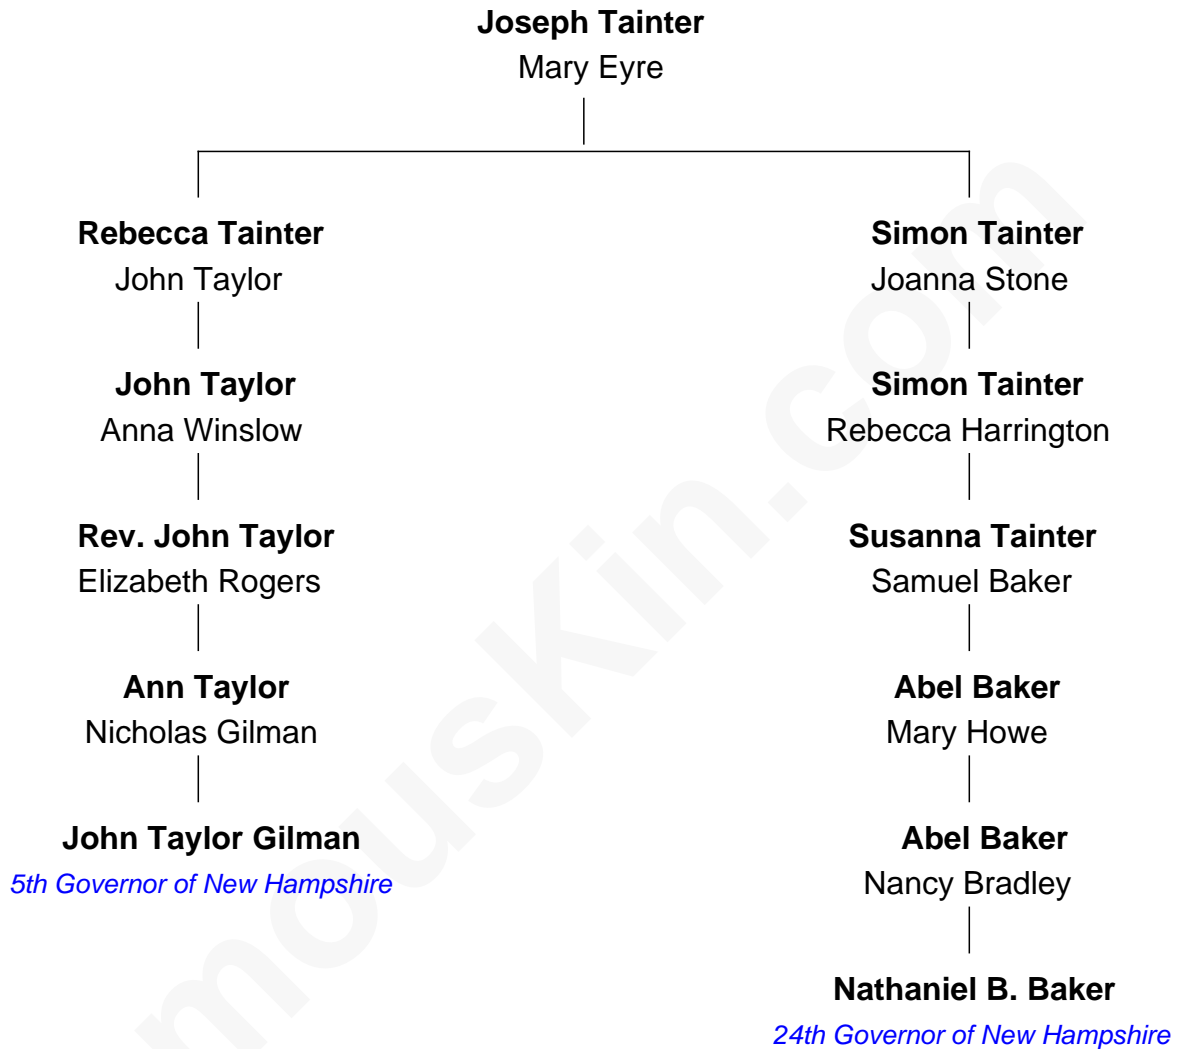 Joseph Tainter
Mary Eyre
Rebecca Tainter
John Taylor
Simon Tainter
Joanna Stone
John Taylor
Anna Winslow
Simon Tainter
Rebecca Harrington
Rev. John Taylor
Elizabeth Rogers
Susanna Tainter
Samuel Baker
Ann Taylor
Nicholas Gilman
Abel Baker
Mary Howe
John Taylor Gilman
5th Governor of New Hampshire
Abel Baker
Nancy Bradley
Nathaniel B. Baker
24th Governor of New Hampshire
mousKin.com